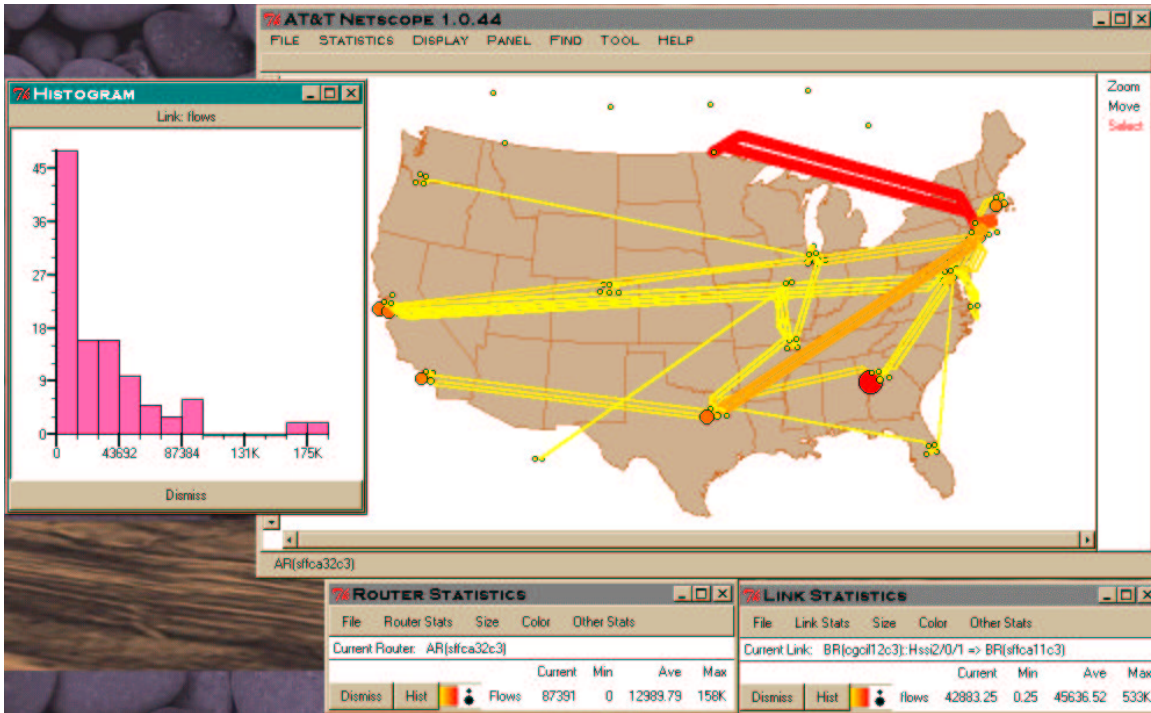 AT&T NETSCOPE 1.0.44
FILE STATISTICS DISPLAY PANEL FIND TOOL HELP
HISTOGRAM
Link: flows
Zoom
Move
Select
45
36
27
18
9
0
0 43692 87384 131K 175K
Dismiss
AR(sffca32c3)
ROUTER STATISTICS
File Router Stats Size Color Other Stats
Current Router: AR(sffca32c3)
Current Min Ave Max
Dismiss Hist Flows 87391 0 12989.79 158K
LINK STATISTICS
File Link Stats Size Color Other Stats
Current Link: BR(cgcil12c3)::Hssi2/0/1 => BR(sffca11c3)
Current Min Ave Max
Dismiss Hist flows 42883.25 0.25 45636.52 533K